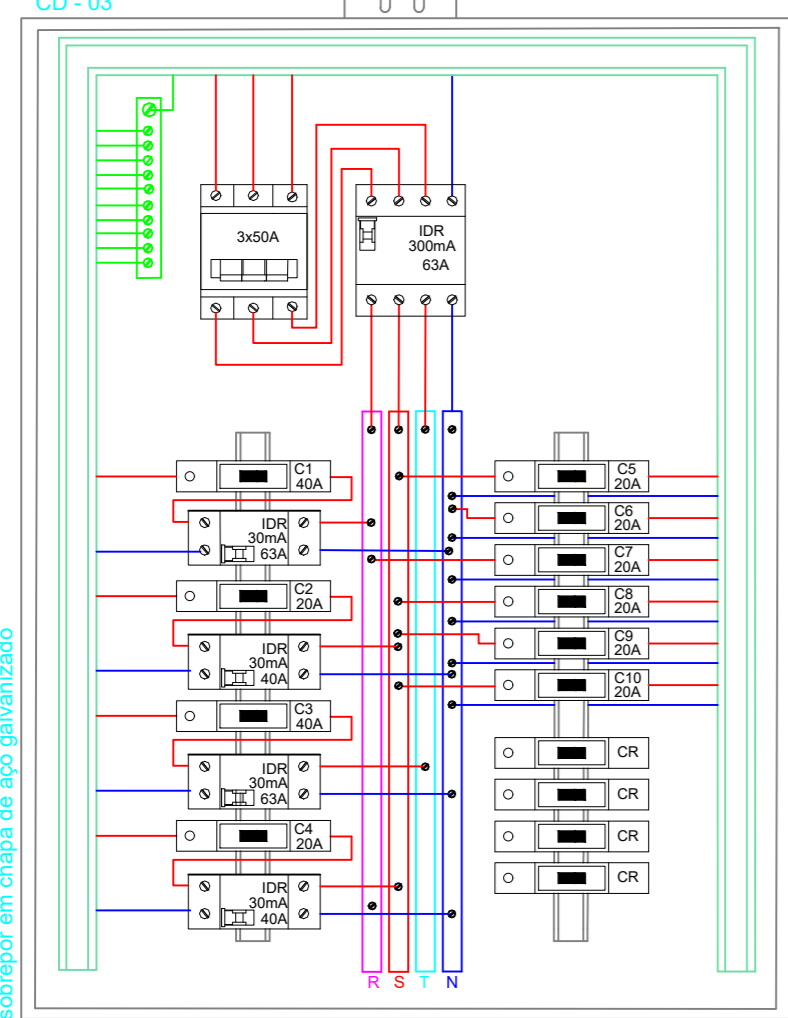 CD - 03
3x50A
IDR
300mA
63A
C1
40A
IDR
30mA
63A
C2
20A
IDR
30mA
40A
C3
40A
IDR
30mA
63A
C4
20A
IDR
30mA
40A
C5
20A
C6
20A
C7
20A
C8
20A
C9
20A
C10
20A
CR
CR
CR
CR
R S T N
sobrepor em chapa de aço galvanizado